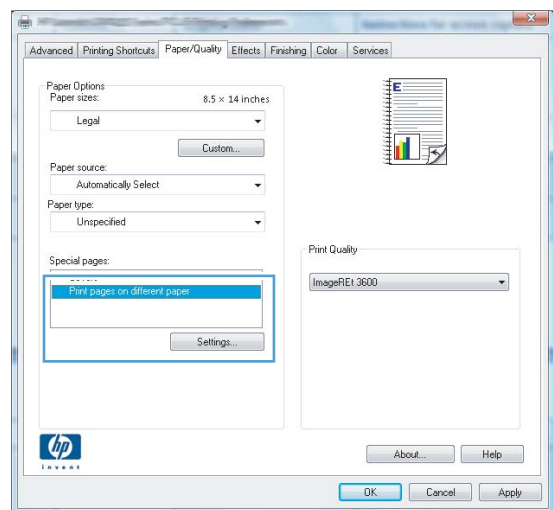 Advanced Printing Shortcuts Paper/Quality Effects Finishing Color Services
Paper Options
Paper sizes: 8.5 × 14 inches
Legal
Custom...
Paper source:
Automatically Select
Paper type:
Unspecified
Special pages:
Print pages on different paper
Settings...
E
Print Quality
ImageREt 3600
hp
invent
About... Help
OK Cancel Apply